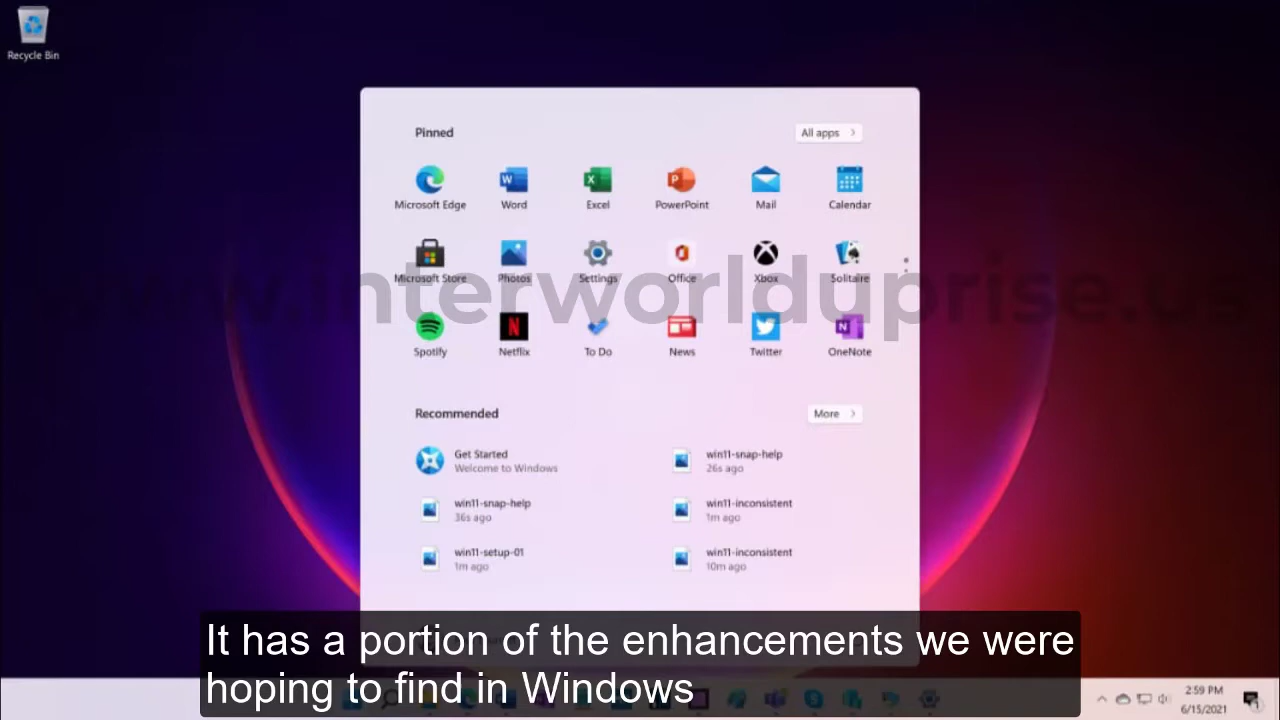 Recycle Bin
Pinned
All apps
Microsoft Edge Word Excel PowerPoint Mail Calendar
Microsoft Store Photos Settings Office Xbox Solitaire
www.interworlduprise.us
Spotify Netflix To Do News Twitter OneNote
Recommended
More
Get Started
Welcome to Windows
win11-snap-help
26s ago
win11-snap-help
36s ago
win11-inconsistent
1m ago
win11-setup-01
1m ago
win11-inconsistent
10m ago
It has a portion of the enhancements we were
hoping to find in Windows
2:59 PM
6/15/2021